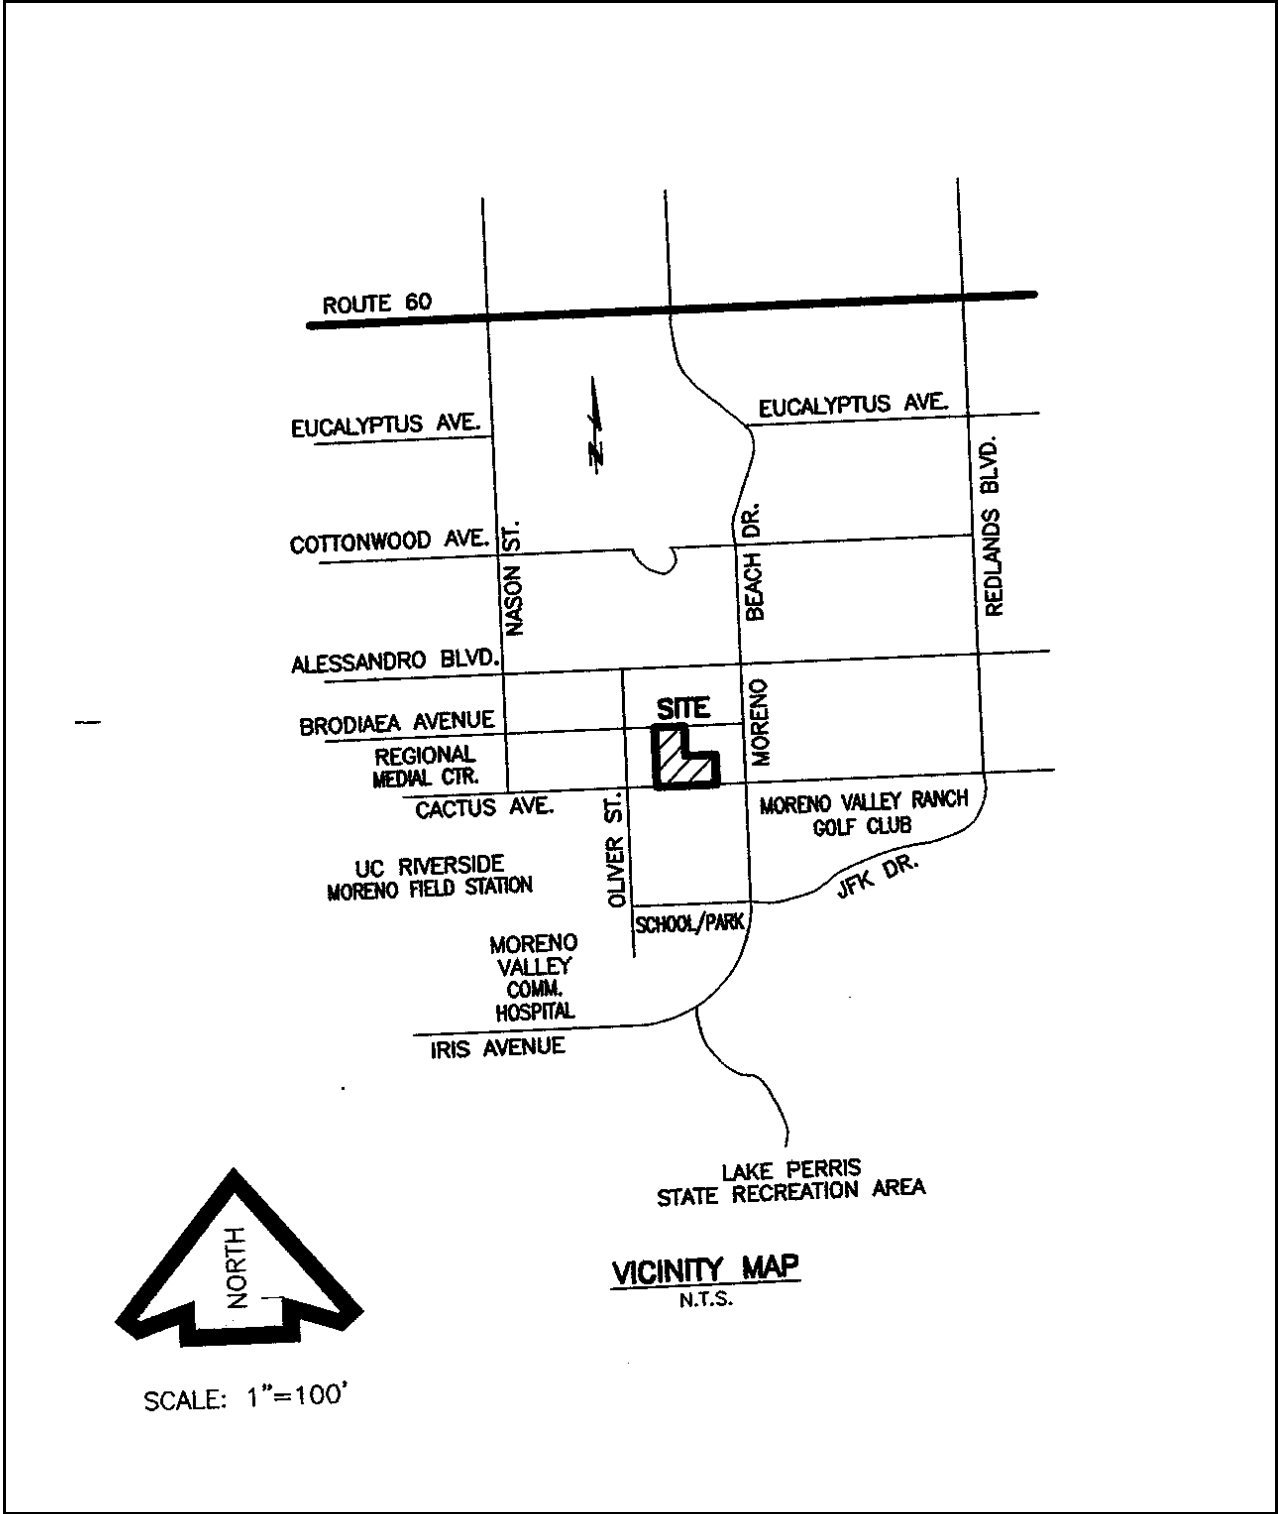 ROUTE 60
EUCALYPTUS AVE.
EUCALYPTUS AVE.
N
REDLANDS BLVD.
COTTONWOOD AVE.
NASON ST.
MORENO BEACH DR.
ALESSANDRO BLVD.
SITE
BRODIAEA AVENUE
REGIONAL
MEDIAL CTR.
CACTUS AVE.
OLIVER ST.
MORENO VALLEY RANCH
GOLF CLUB
UC RIVERSIDE
MORENO FIELD STATION
JFK DR.
SCHOOL/PARK
MORENO
VALLEY
COMM.
HOSPITAL
IRIS AVENUE
LAKE PERRIS
STATE RECREATION AREA
NORTH
VICINITY MAP
N.T.S.
SCALE: 1"=100'